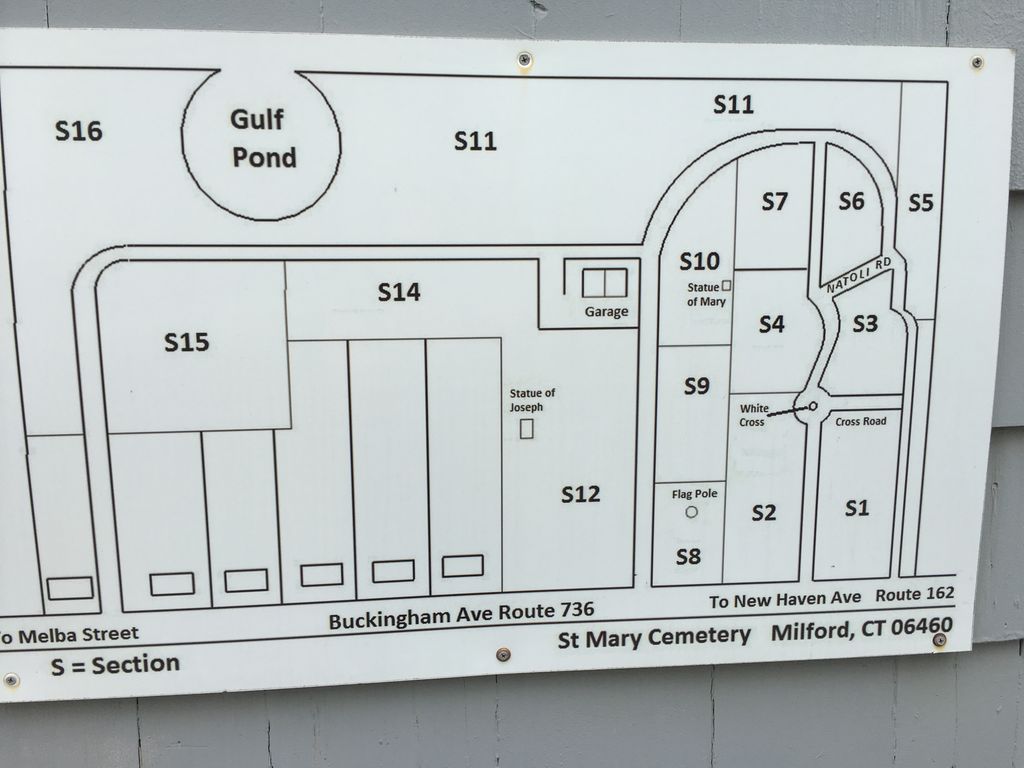 S16
Gulf
Pond
S11
S11
S7
S6
S5
S10
NATOLI RD
Statue
of Mary
S14
Garage
S15
S4
S3
S9
Statue of
Joseph
White
Cross
Cross Road
S12
Flag Pole
S8
S2
S1
To New Haven Ave Route 162
Buckingham Ave Route 736
o Melba Street
St Mary Cemetery Milford, CT 06460
S = Section